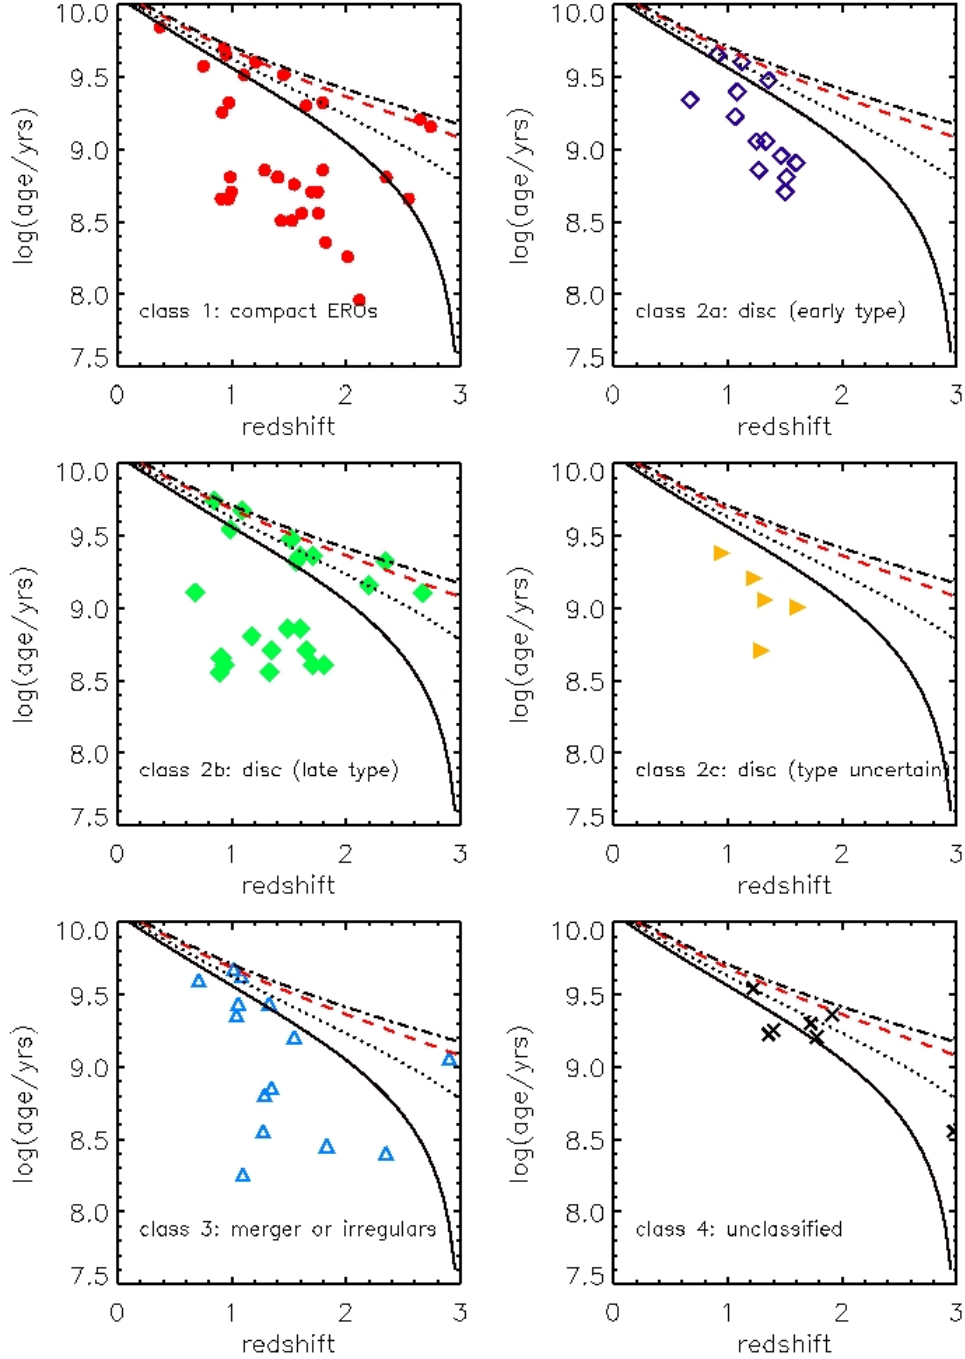 10.0
9.5
9.0
8.5
8.0
7.5
log(age/yrs)
class 1: compact EROs
0 1 2 3
redshift
10.0
9.5
9.0
8.5
8.0
7.5
log(age/yrs)
class 2a: disc (early type)
0 1 2 3
redshift
10.0
9.5
9.0
8.5
8.0
7.5
log(age/yrs)
class 2b: disc (late type)
0 1 2 3
redshift
10.0
9.5
9.0
8.5
8.0
7.5
log(age/yrs)
class 2c: disc (type uncertain)
0 1 2 3
redshift
10.0
9.5
9.0
8.5
8.0
7.5
log(age/yrs)
class 3: merger or irregulars
0 1 2 3
redshift
10.0
9.5
9.0
8.5
8.0
7.5
log(age/yrs)
class 4: unclassified
0 1 2 3
redshift